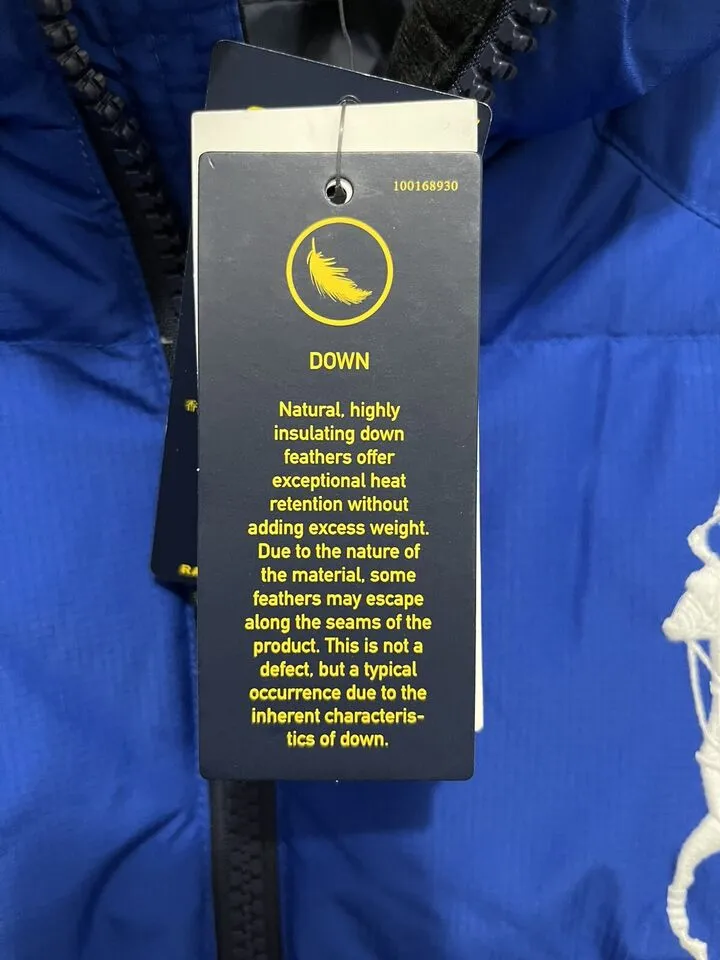 100168930
DOWN
Natural, highly
insulating down
feathers offer
exceptional heat
retention without
adding excess weight.
Due to the nature of
the material, some
feathers may escape
along the seams of the
product. This is not a
defect, but a typical
occurrence due to the
inherent characteris-
tics of down.
香
RA